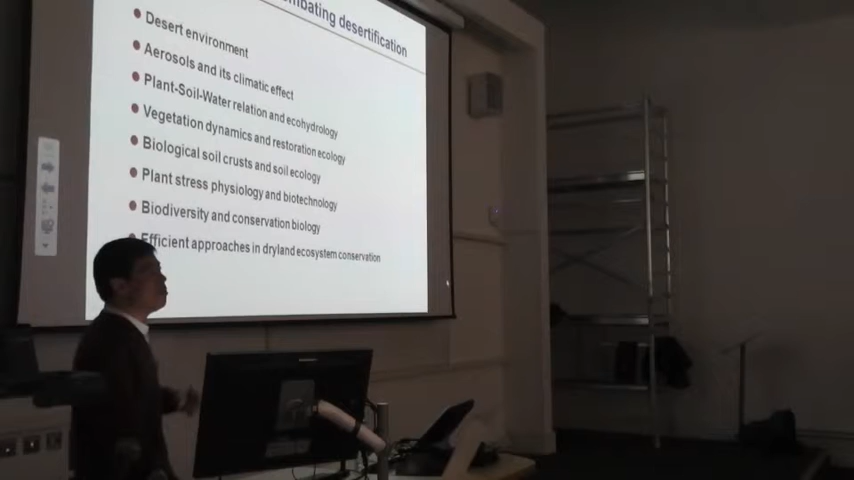 combating desertification
Desert environment
Aerosols and its climatic effect
Plant-Soil-Water relation and ecohydrology
Vegetation dynamics and restoration ecology
Biological soil crusts and soil ecology
Plant stress physiology and biotechnology
Biodiversity and conservation biology
Efficient approaches in dryland ecosystem conservation